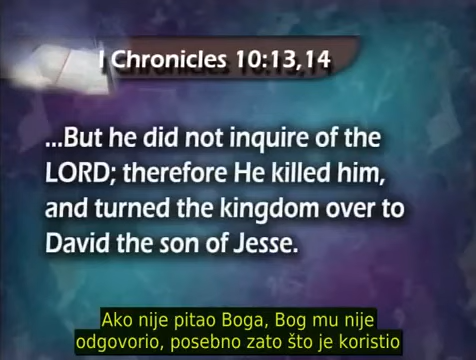 I Chronicles 10:13,14
...But he did not inquire of the
LORD; therefore He killed him,
and turned the kingdom over to
David the son of Jesse.
Ako nije pitao Boga, Bog mu nije
odgovorio, posebno zato što je koristio